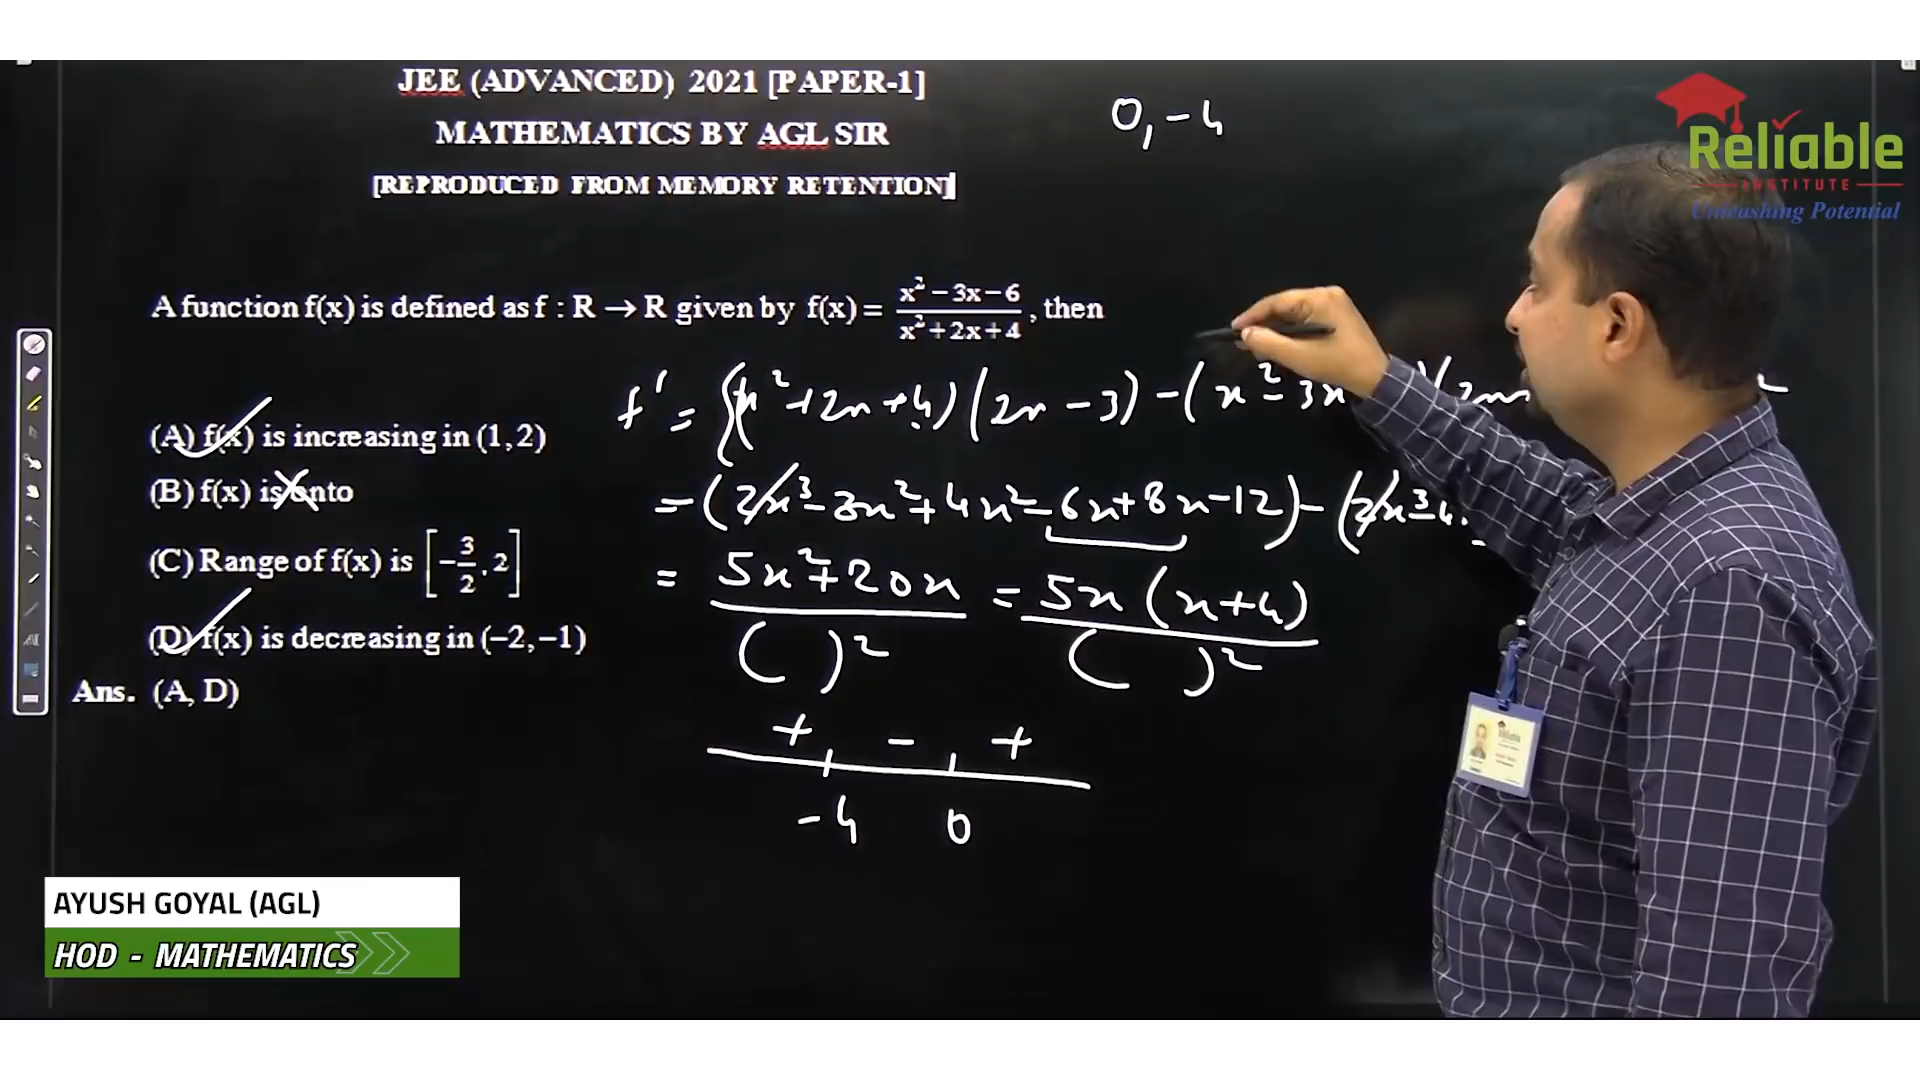 JEE (ADVANCED) 2021 [PAPER-1]
MATHEMATICS BY AGL SIR
[REPRODUCED FROM MEMORY RETENTION]
0, -4
Reliable
INSTITUTE
Unleashing Potential
A function f(x) is defined as f : R → R given by f(x) = (x² - 3x - 6)/(x² + 2x + 4), then
f' = {(x² + 2x + 4)(2x - 3) - (x² - 3x
(A) f(x) is increasing in (1, 2)
= (2x³ - 3x² + 4x² - 6x + 8x - 12) - (2x³
(B) f(x) is onto
(C) Range of f(x) is [-3/2, 2]
= (5x² + 20x)/( )² = 5x(x+4)/( )²
(D) f(x) is decreasing in (-2, -1)
Ans. (A, D)
+ - +
-4 0
AYUSH GOYAL (AGL)
HOD - MATHEMATICS